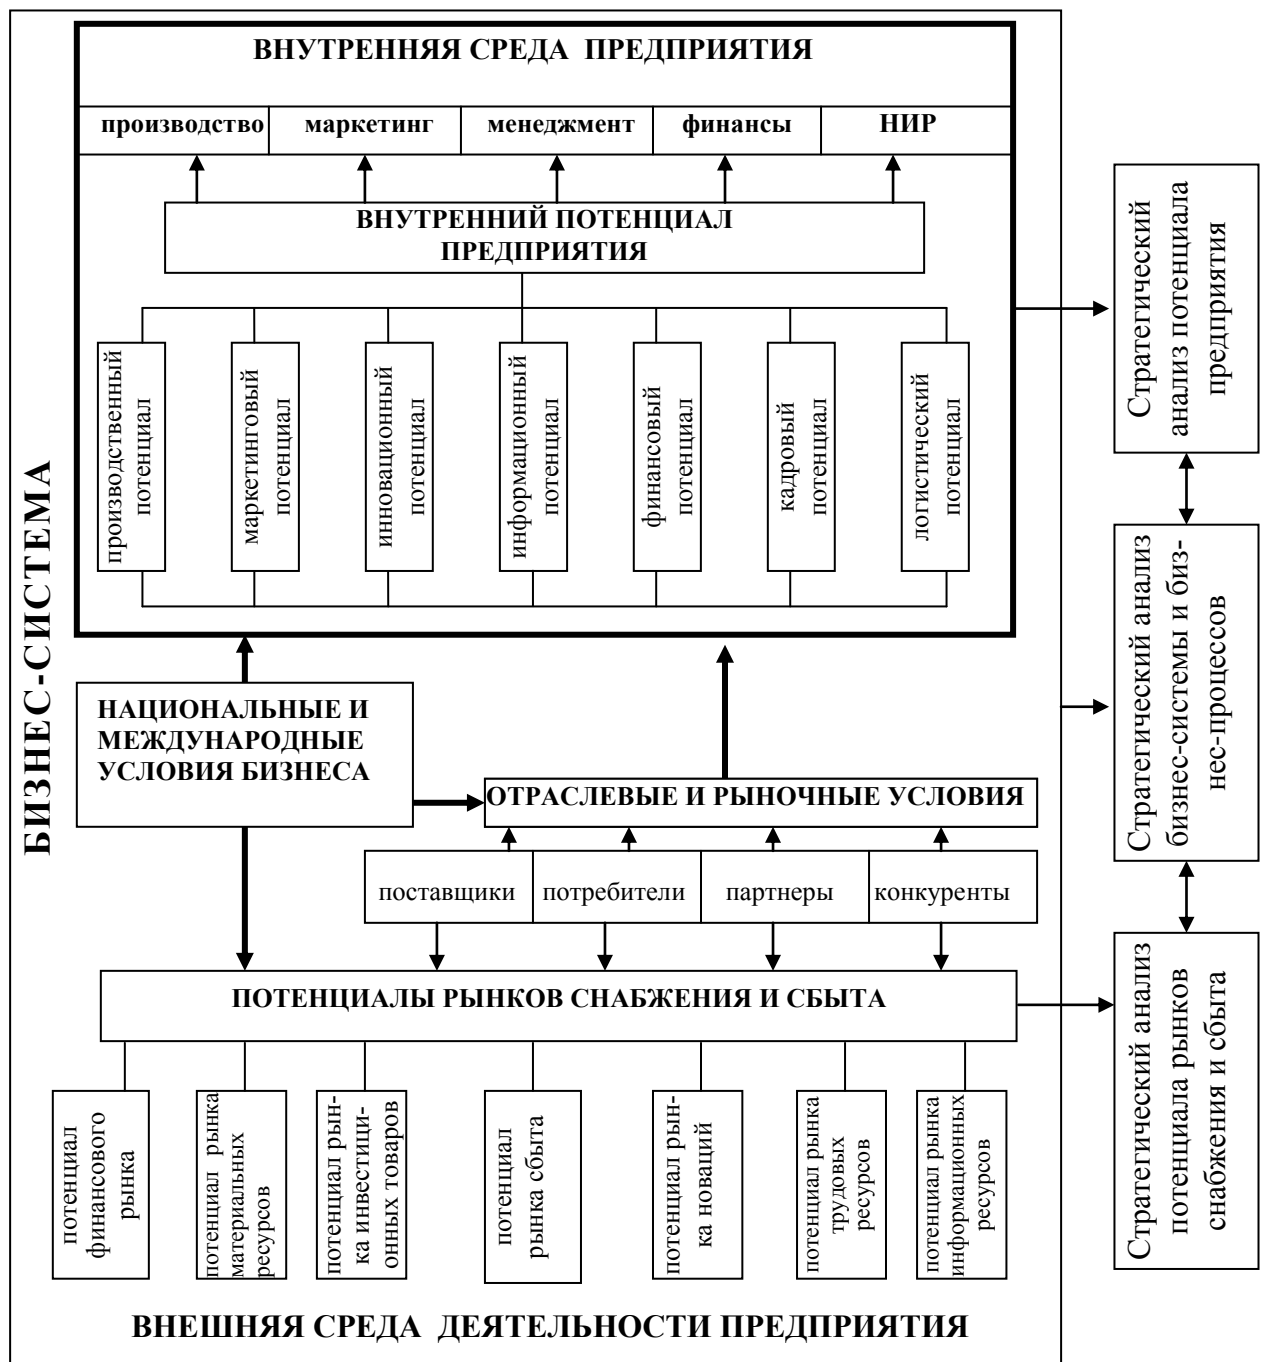 БИЗНЕС-СИСТЕМА
ВНУТРЕННЯЯ СРЕДА ПРЕДПРИЯТИЯ
производство
маркетинг
менеджмент
финансы
НИР
ВНУТРЕННИЙ ПОТЕНЦИАЛ
ПРЕДПРИЯТИЯ
производственный
потенциал
маркетинговый
потенциал
инновационный
потенциал
информационный
потенциал
финансовый
потенциал
кадровый
потенциал
логистический
потенциал
НАЦИОНАЛЬНЫЕ И
МЕЖДУНАРОДНЫЕ
УСЛОВИЯ БИЗНЕСА
ОТРАСЛЕВЫЕ И РЫНОЧНЫЕ УСЛОВИЯ
поставщики
потребители
партнеры
конкуренты
ПОТЕНЦИАЛЫ РЫНКОВ СНАБЖЕНИЯ И СБЫТА
потенциал
финансового
рынка
потенциал рынка
материальных
ресурсов
потенциал рын-
ка инвестици-
онных товаров
потенциал
рынка сбыта
потенциал рын-
ка новаций
потенциал рынка
трудовых
ресурсов
потенциал рынка
информационных
ресурсов
ВНЕШНЯЯ СРЕДА ДЕЯТЕЛЬНОСТИ ПРЕДПРИЯТИЯ
Стратегический
анализ потенциала
предприятия
Стратегический анализ
бизнес-системы и биз-
нес-процессов
Стратегический анализ
потенциала рынков
снабжения и сбыта